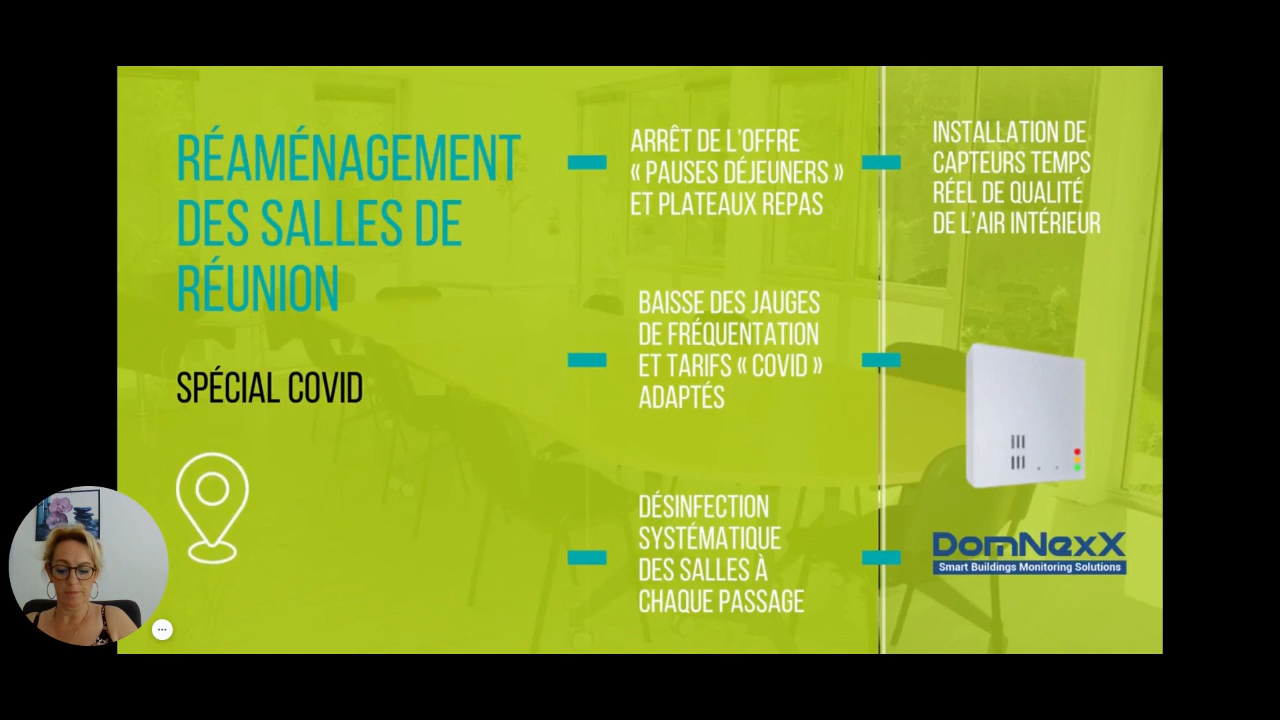 RÉAMÉNAGEMENT
DES SALLES DE
RÉUNION
SPÉCIAL COVID
ARRÊT DE L'OFFRE
« PAUSES DÉJEUNERS »
ET PLATEAUX REPAS
BAISSE DES JAUGES
DE FRÉQUENTATION
ET TARIFS « COVID »
ADAPTÉS
DÉSINFECTION
SYSTÉMATIQUE
DES SALLES À
CHAQUE PASSAGE
INSTALLATION DE
CAPTEURS TEMPS
RÉEL DE QUALITÉ
DE L'AIR INTÉRIEUR
DomNexX
Smart Buildings Monitoring Solutions